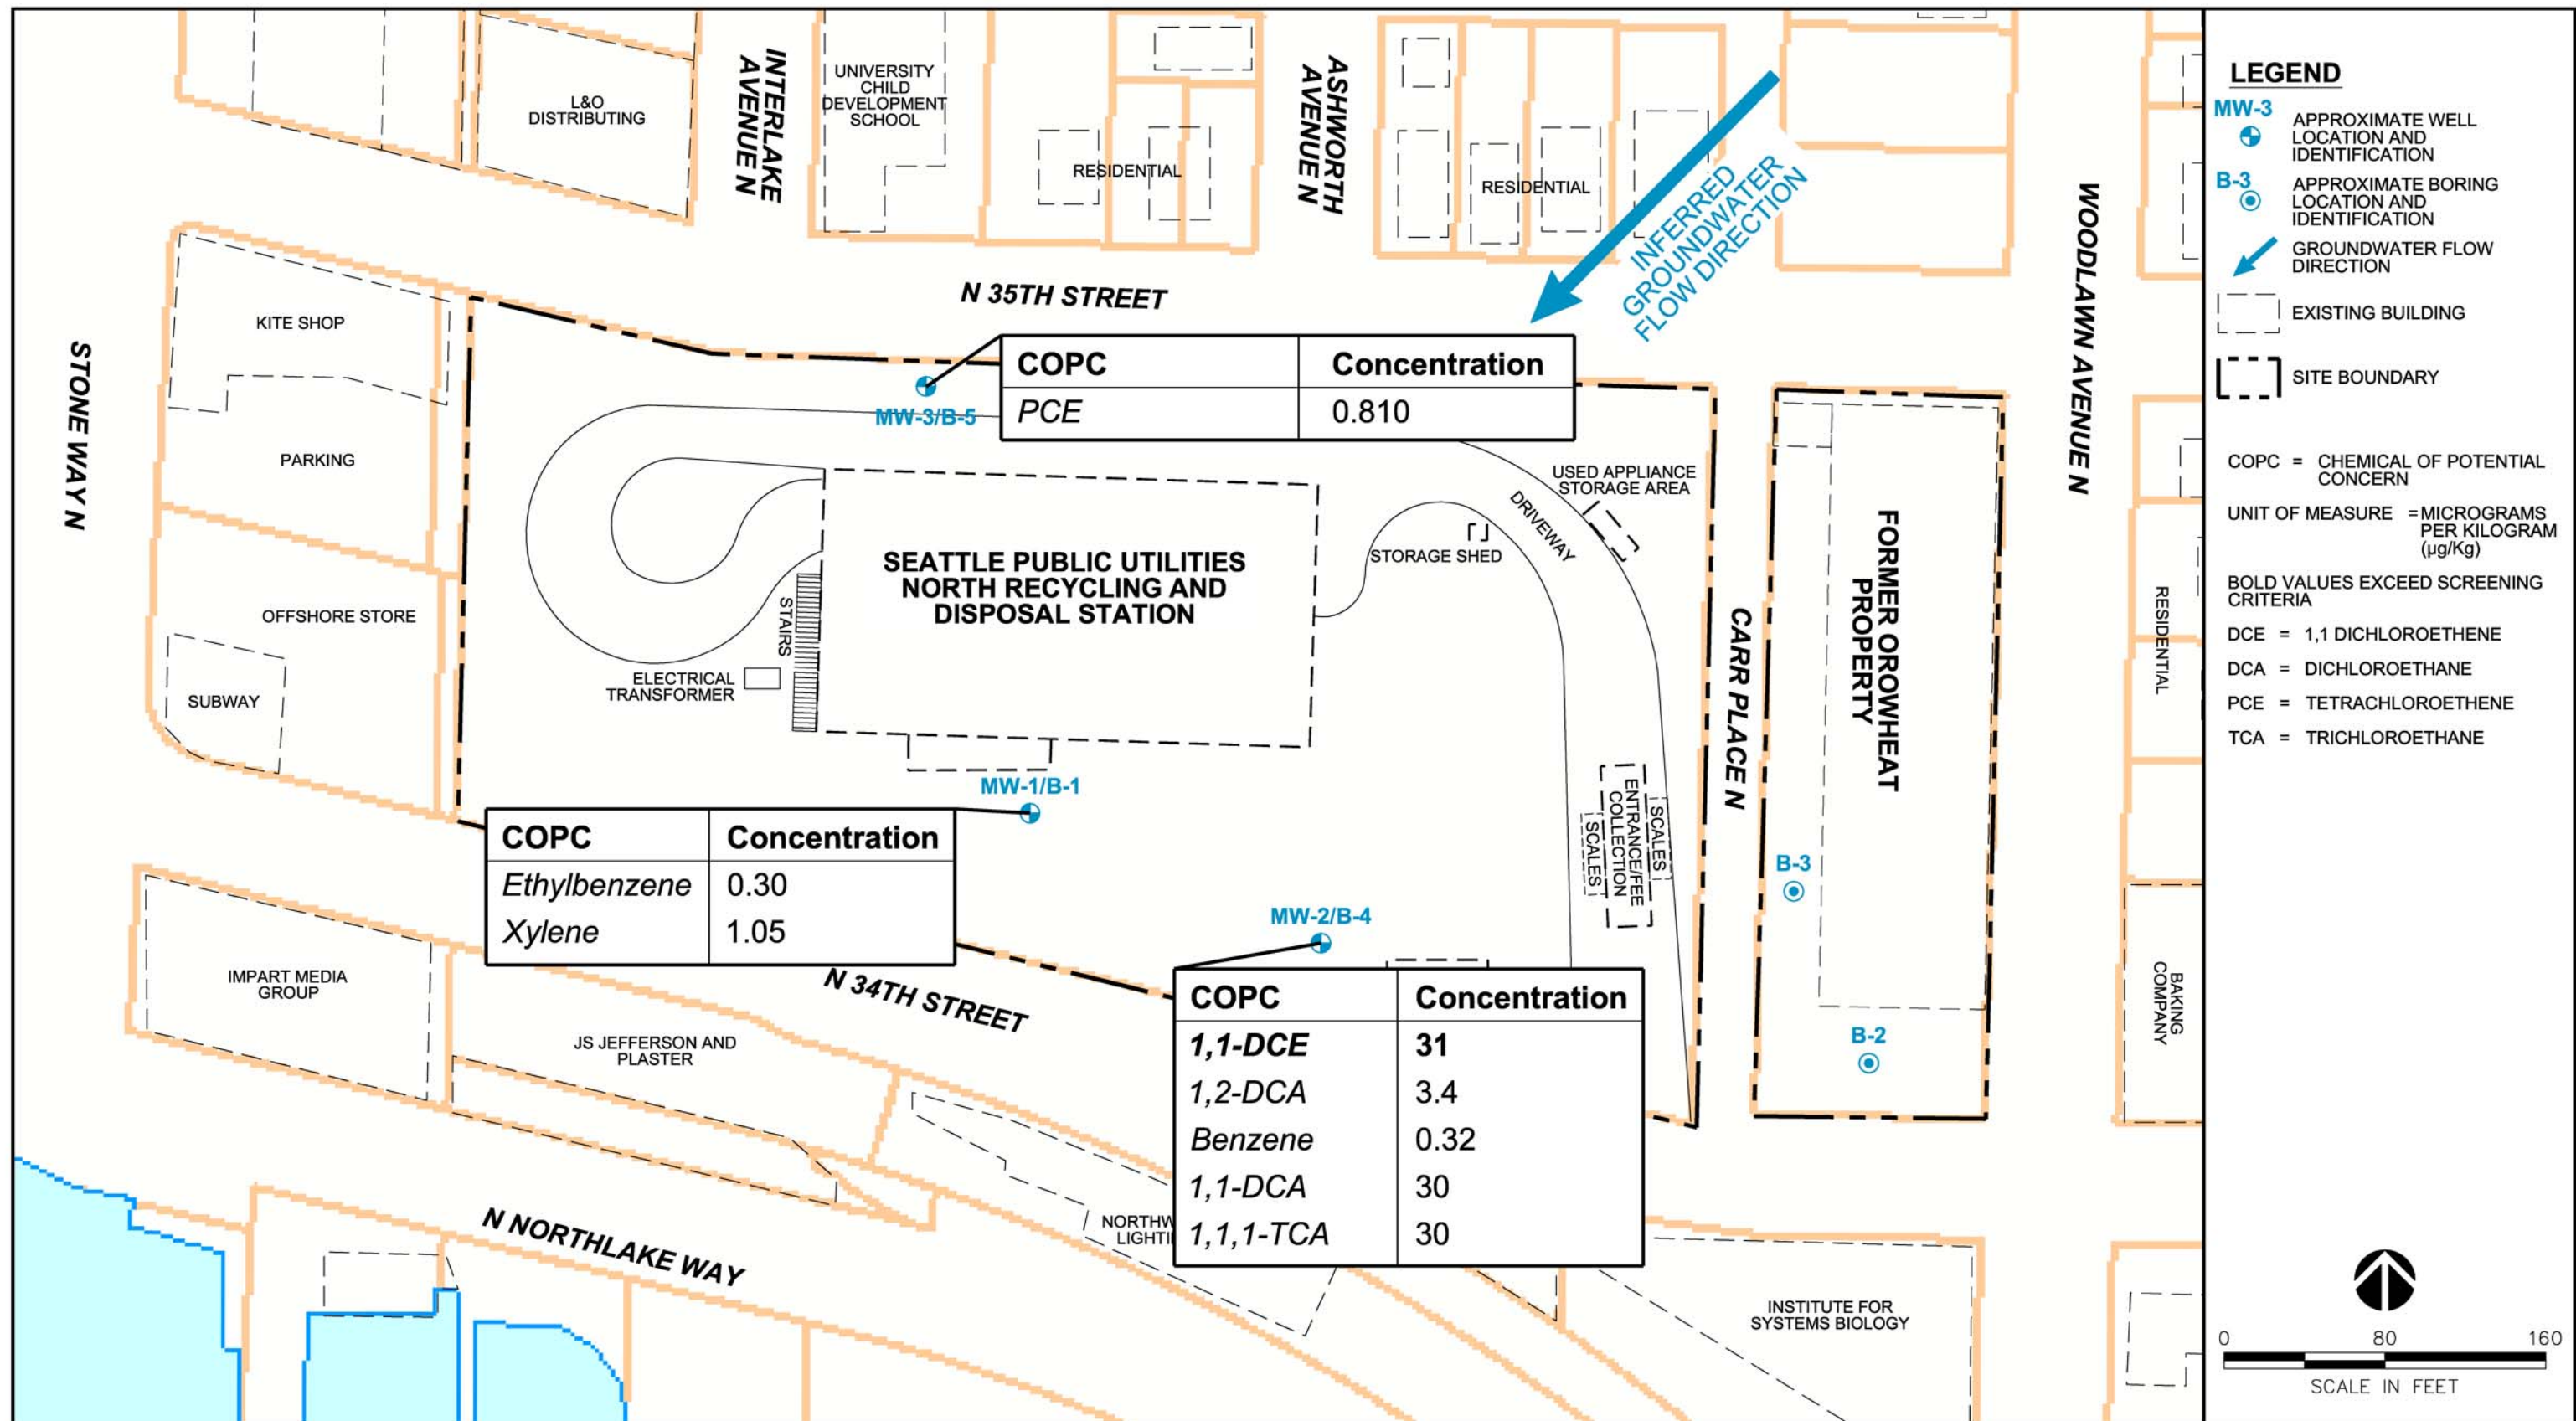 INTERLAKE
AVENUE N
ASHWORTH
AVENUE N
L&O
DISTRIBUTING
UNIVERSITY
CHILD
DEVELOPMENT
SCHOOL
RESIDENTIAL
RESIDENTIAL
INFERRED
GROUNDWATER
FLOW DIRECTION
WOODLAWN AVENUE N
N 35TH STREET
STONE WAY N
KITE SHOP
PARKING
OFFSHORE STORE
SUBWAY
MW-3/B-5
COPC Concentration
PCE 0.810
USED APPLIANCE
STORAGE AREA
DRIVEWAY
STORAGE SHED
SEATTLE PUBLIC UTILITIES
NORTH RECYCLING AND
DISPOSAL STATION
STAIRS
ELECTRICAL
TRANSFORMER
CARR PLACE N
FORMER OROWHEAT
PROPERTY
RESIDENTIAL
MW-1/B-1
COPC Concentration
Ethylbenzene 0.30
Xylene 1.05
SCALES
ENTRANCE/FEE
COLLECTION
SCALES
B-3
MW-2/B-4
COPC Concentration
1,1-DCE 31
1,2-DCA 3.4
Benzene 0.32
1,1-DCA 30
1,1,1-TCA 30
B-2
BAKING
COMPANY
IMPART MEDIA
GROUP
N 34TH STREET
JS JEFFERSON AND
PLASTER
N NORTHLAKE WAY
NORTHW
LIGHTI
INSTITUTE FOR
SYSTEMS BIOLOGY
LEGEND
MW-3
APPROXIMATE WELL
LOCATION AND
IDENTIFICATION
B-3
APPROXIMATE BORING
LOCATION AND
IDENTIFICATION
GROUNDWATER FLOW
DIRECTION
EXISTING BUILDING
SITE BOUNDARY
COPC = CHEMICAL OF POTENTIAL
CONCERN
UNIT OF MEASURE = MICROGRAMS
PER KILOGRAM
(µg/Kg)
BOLD VALUES EXCEED SCREENING
CRITERIA
DCE = 1,1 DICHLOROETHENE
DCA = DICHLOROETHANE
PCE = TETRACHLOROETHENE
TCA = TRICHLOROETHANE
0 80 160
SCALE IN FEET